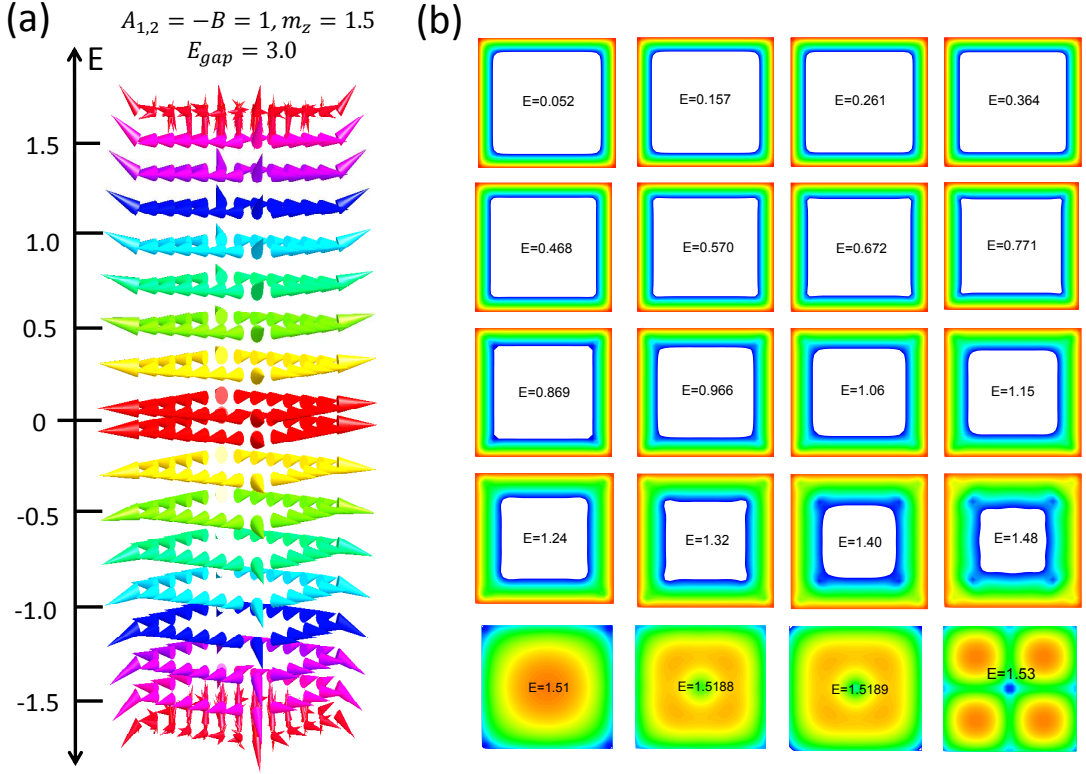 (a)
A₁,₂ = −B = 1, m_z = 1.5
E_gap = 3.0
E
1.5
1.0
0.5
0
-0.5
-1.0
-1.5
(b)
E=0.052 E=0.157 E=0.261 E=0.364
E=0.468 E=0.570 E=0.672 E=0.771
E=0.869 E=0.966 E=1.06 E=1.15
E=1.24 E=1.32 E=1.40 E=1.48
E=1.51 E=1.5188 E=1.5189 E=1.53